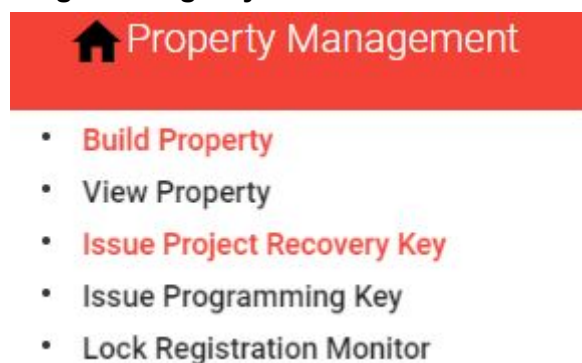 Property Management
Build Property
View Property
Issue Project Recovery Key
Issue Programming Key
Lock Registration Monitor